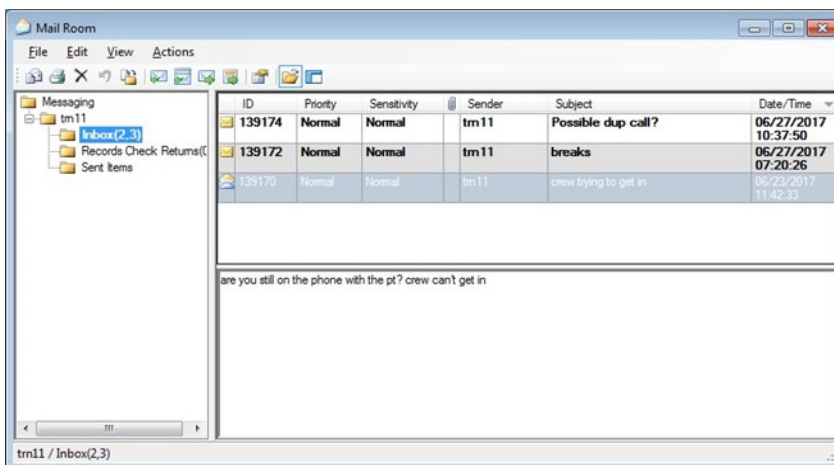 Mail Room
File Edit View Actions
Messaging
trn11
Inbox(2,3)
Records Check Returns(
Sent Items
ID Priority Sensitivity Sender Subject Date/Time
139174 Normal Normal trn11 Possible dup call? 06/27/2017
10:37:50
139172 Normal Normal trn11 breaks 06/27/2017
07:20:26
139170 Normal Normal trn11 crew trying to get in 06/23/2017
11:42:33
are you still on the phone with the pt? crew can't get in
trn11 / Inbox(2,3)